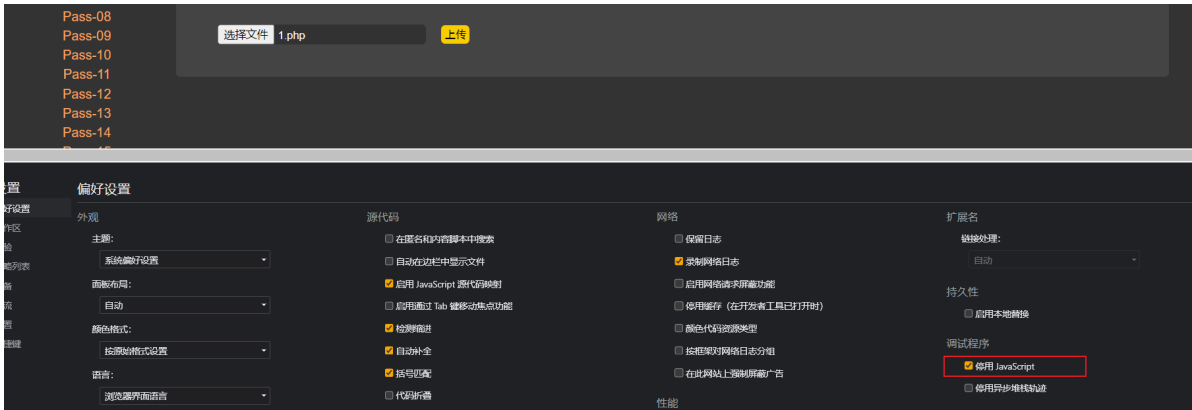 Pass-08
Pass-09
选择文件 1.php 上传
Pass-10
Pass-11
Pass-12
Pass-13
Pass-14
偏好设置
外观
主题:
系统偏好设置
面板布局:
自动
颜色格式:
按原始格式设置
语言:
浏览器界面语言
源代码
在匿名和内容脚本中搜索
自动在边栏中显示文件
启用 JavaScript 源代码映射
启用通过 Tab 键移动焦点功能
检测缩进
自动补全
括号匹配
代码折叠
网络
保留日志
录制网络日志
启用网络请求屏蔽功能
停用缓存（在开发者工具已打开时）
颜色代码资源类型
按框架对网络日志分组
在此网站上强制屏蔽广告
性能
扩展名
链接处理:
自动
持久性
启用本地替换
调试程序
停用 JavaScript
停用异步堆栈轨迹